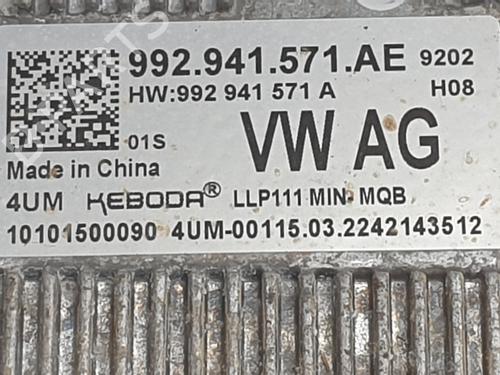 992.941.571.AE 9202
HW:992 941 571 A H08
01S
VW AG
Made in China
4UM KEBODA® LLP111 MIN MQB
10101500090 4UM-00115.03.2242143512